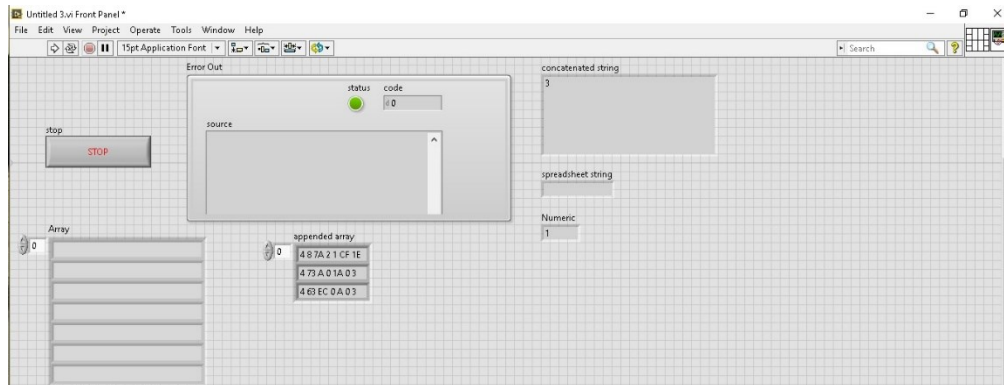 Untitled 3.vi Front Panel *
File Edit View Project Operate Tools Window Help
15pt Application Font
Search
Error Out
status code
0
source
stop
STOP
concatenated string
3
spreadsheet string
Numeric
1
Array
0
appended array
0
4 8 7A 2 1 CF 1E
4 73 A 0 1A 0 3
4 63 EC 0 A 0 3